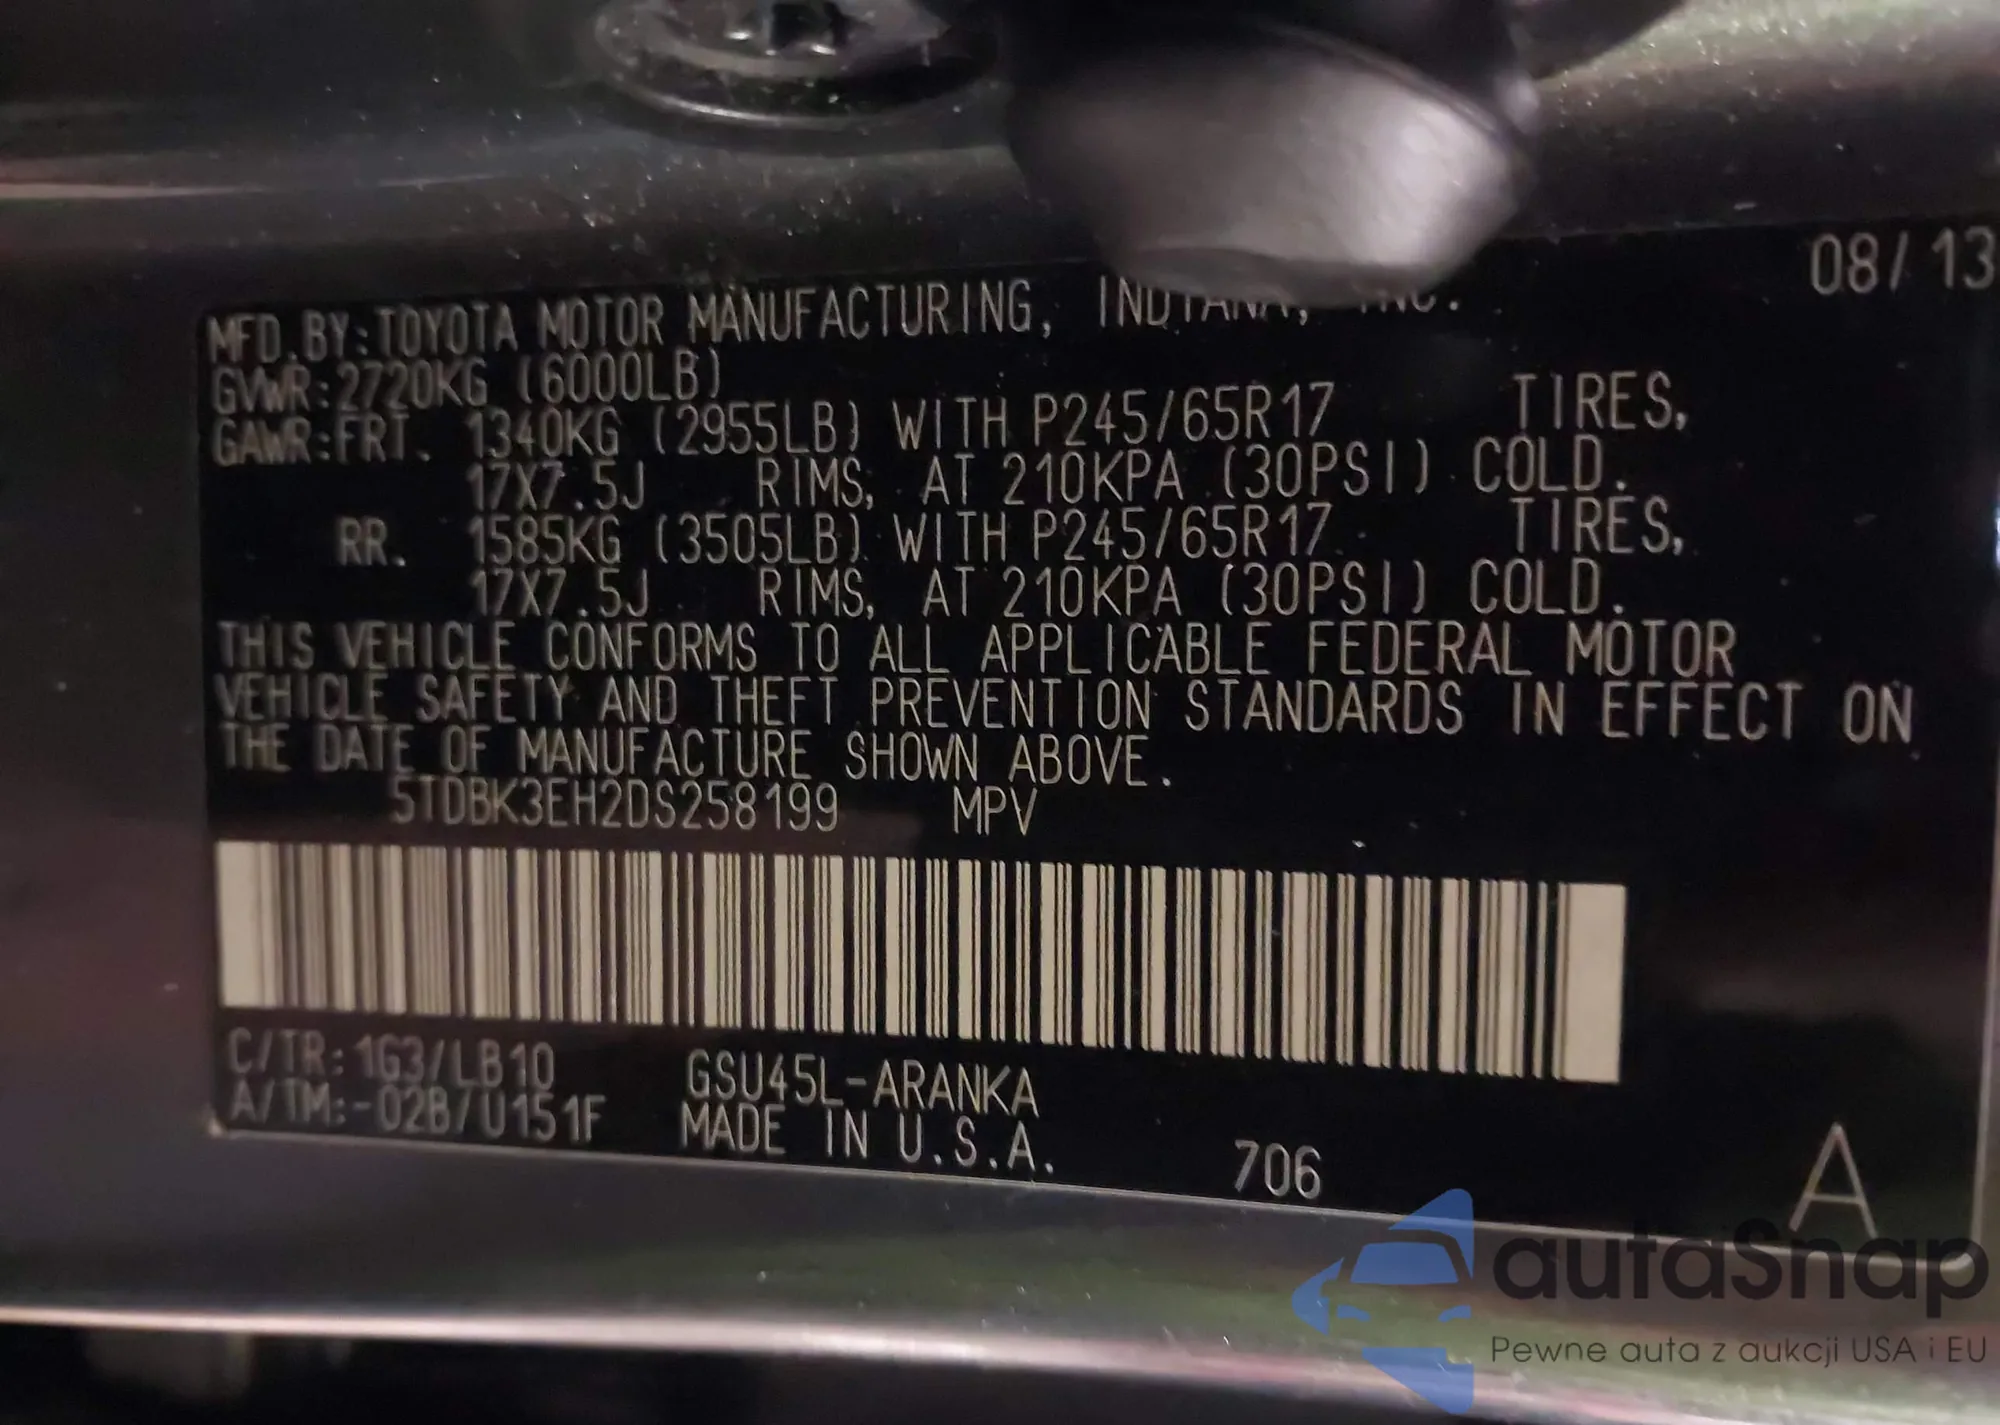 08/13
MFD.BY:TOYOTA MOTOR MANUFACTURING, INDIANA, INC.
GVWR:2720KG (6000LB)
GAWR:FRT. 1340KG (2955LB) WITH P245/65R17 TIRES,
17X7.5J RIMS, AT 210KPA (30PSI) COLD.
RR. 1585KG (3505LB) WITH P245/65R17 TIRES,
17X7.5J RIMS, AT 210KPA (30PSI) COLD.
THIS VEHICLE CONFORMS TO ALL APPLICABLE FEDERAL MOTOR
VEHICLE SAFETY AND THEFT PREVENTION STANDARDS IN EFFECT ON
THE DATE OF MANUFACTURE SHOWN ABOVE.
5TDBK3EH2DS258199 MPV
C/TR: 1G3/LB10 GSU45L-ARANKA
A/TM:-02B/U151F MADE IN U.S.A.
706
A
autaSnap
Pewne auta z aukcji USA i EU